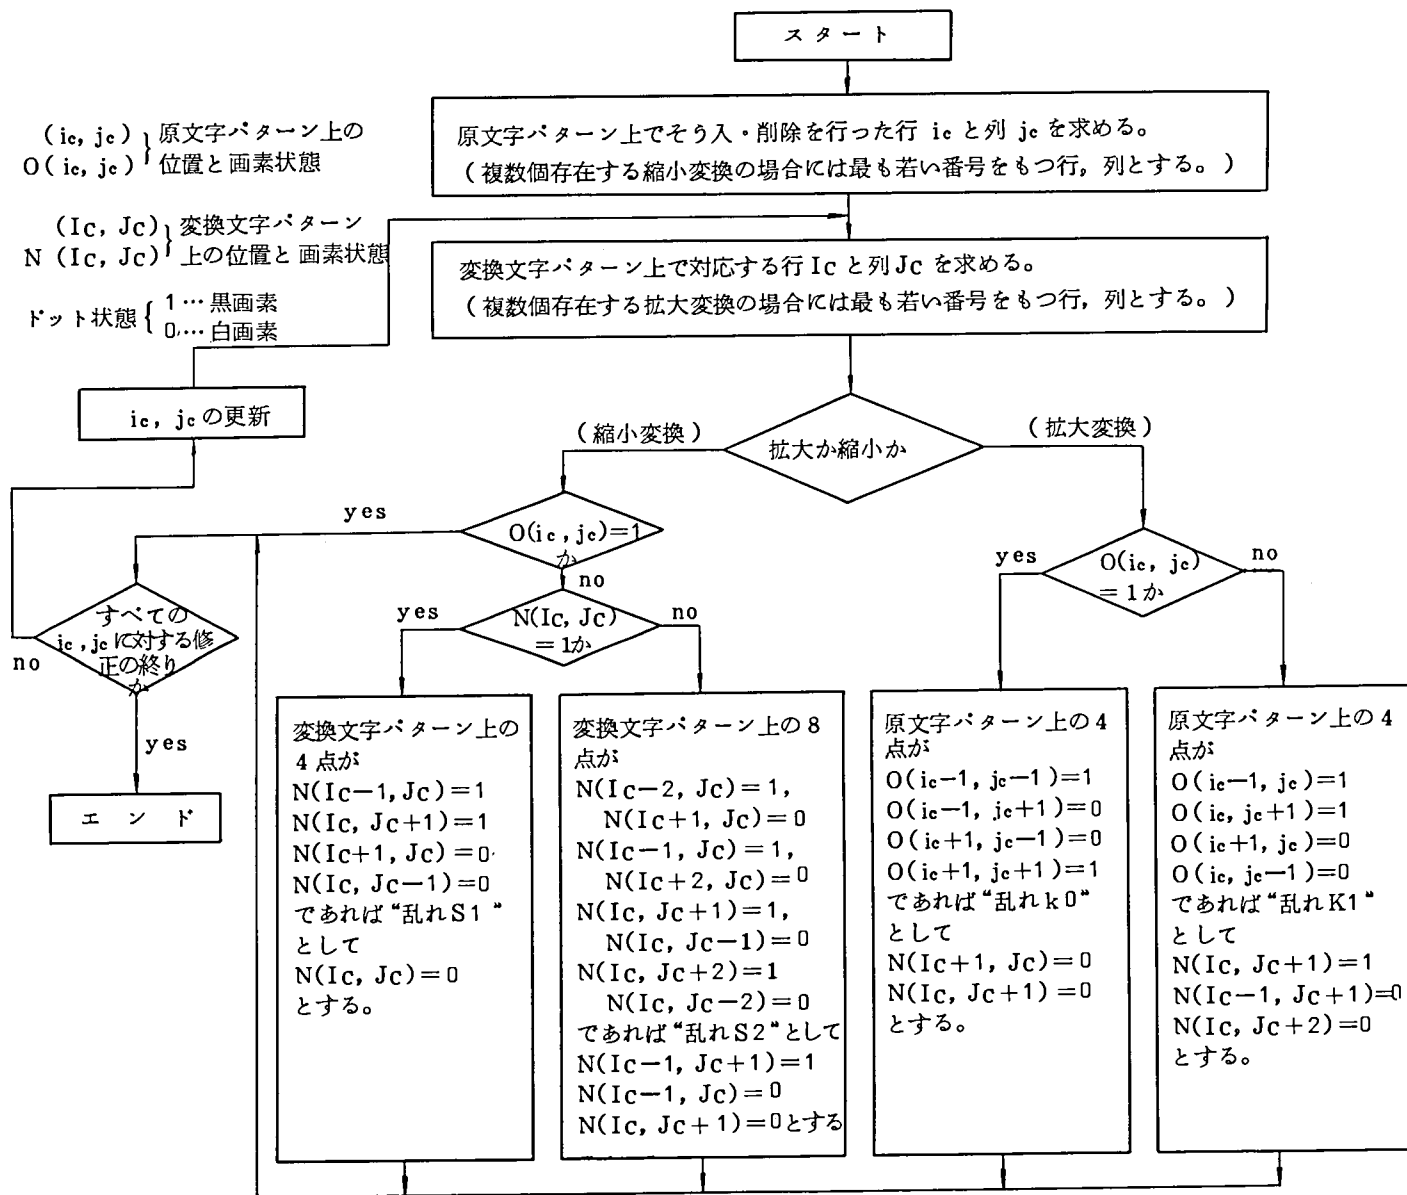 スタート
原文字パターン上でそう入・削除を行った行 ic と列 jc を求める。
(複数個存在する縮小変換の場合には最も若い番号をもつ行,列とする。)
(ic, jc) } 原文字パターン上の
O(ic, jc) 位置と画素状態
(Ic, Jc) } 変換文字パターン
N (Ic, Jc) 上の位置と画素状態
ドット状態 { 1 … 黒画素
0 … 白画素
変換文字パターン上で対応する行 Ic と列 Jc を求める。
(複数個存在する拡大変換の場合には最も若い番号をもつ行,列とする。)
ic, jc の更新
(縮小変換)
拡大か縮小か
(拡大変換)
yes
O(ic, jc)=1
か
no
yes
O(ic, jc)
=1か
no
すべての
ic, jc に対する修
正の終り
か
no
yes
エンド
yes
N(Ic, Jc)
=1か
no
変換文字パターン上の
4点が
N(Ic−1, Jc)=1
N(Ic, Jc+1)=1
N(Ic+1, Jc)=0
N(Ic, Jc−1)=0
であれば“乱れS1”
として
N(Ic, Jc)=0
とする。
変換文字パターン上の8
点が
N(Ic−2, Jc)=1,
N(Ic+1, Jc)=0
N(Ic−1, Jc)=1,
N(Ic+2, Jc)=0
N(Ic, Jc+1)=1,
N(Ic, Jc−1)=0
N(Ic, Jc+2)=1
N(Ic, Jc−2)=0
であれば“乱れS2”として
N(Ic−1, Jc+1)=1
N(Ic−1, Jc)=0
N(Ic, Jc+1)=0とする
原文字パターン上の4
点が
O(ic−1, jc−1)=1
O(ic−1, jc+1)=0
O(ic+1, jc−1)=0
O(ic+1, jc+1)=1
であれば“乱れk0”
として
N(Ic+1, Jc)=0
N(Ic, Jc+1)=0
とする。
原文字パターン上の4
点が
O(ic−1, jc)=1
O(ic, jc+1)=1
O(ic+1, jc)=0
O(ic, jc−1)=0
であれば“乱れK1”
として
N(Ic, Jc+1)=1
N(Ic−1, Jc+1)=0
N(Ic, Jc+2)=0
とする。